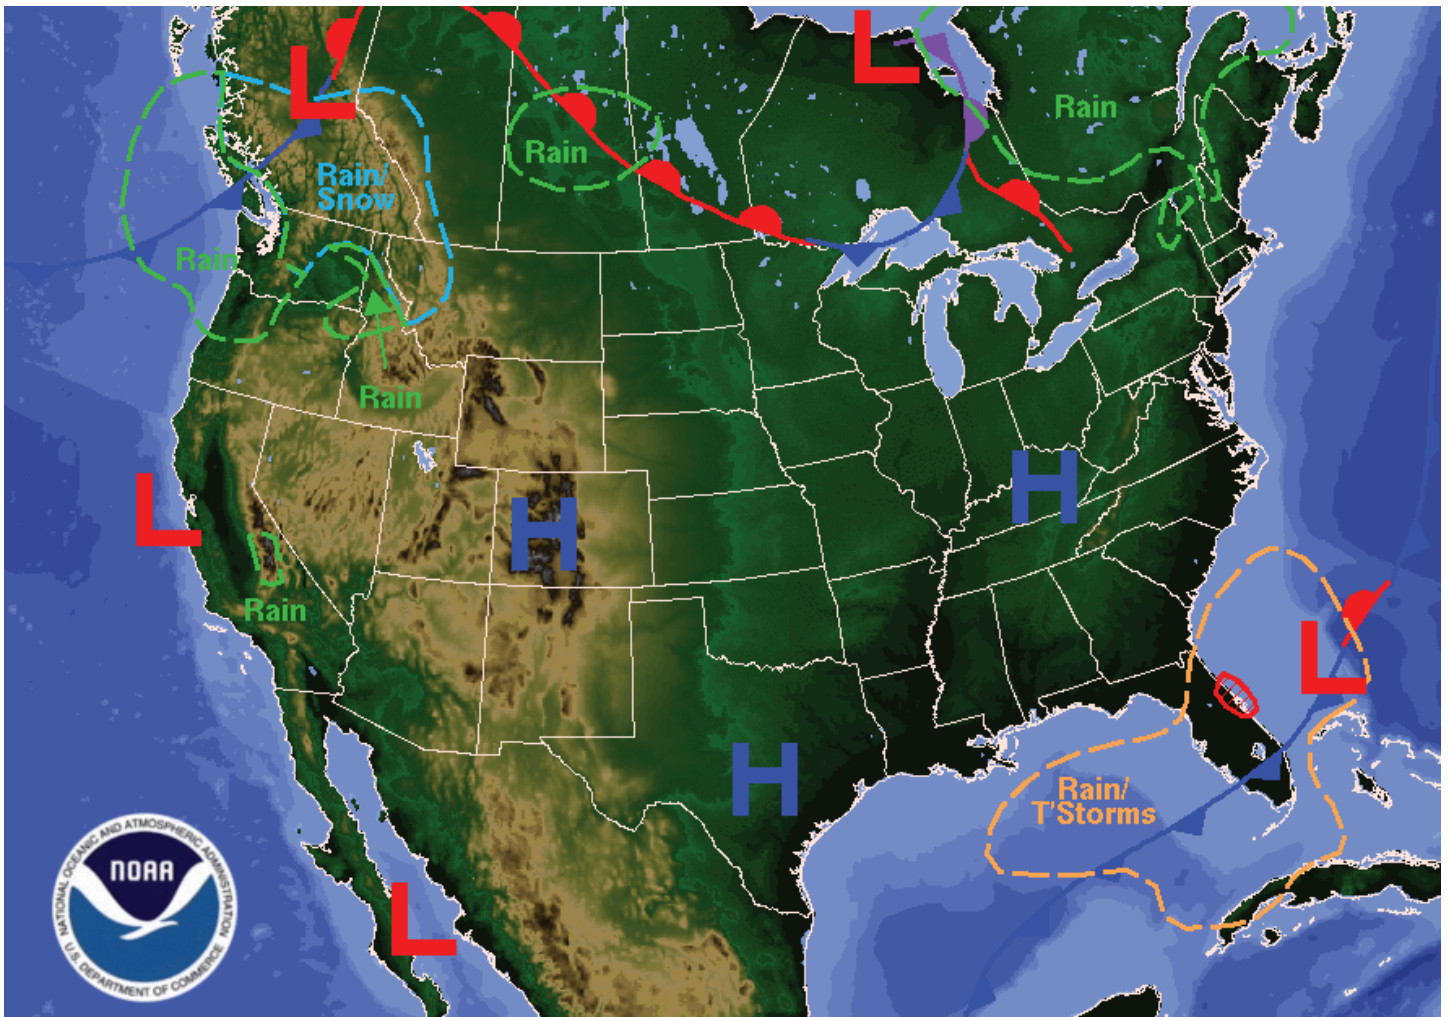 L
L
Rain
Rain
Rain/
Snow
Rain
Rain
L
H
H
Rain
L
H
Rain/
T'Storms
NATIONAL OCEANIC AND ATMOSPHERIC ADMINISTRATION
NOAA
U.S. DEPARTMENT OF COMMERCE
L